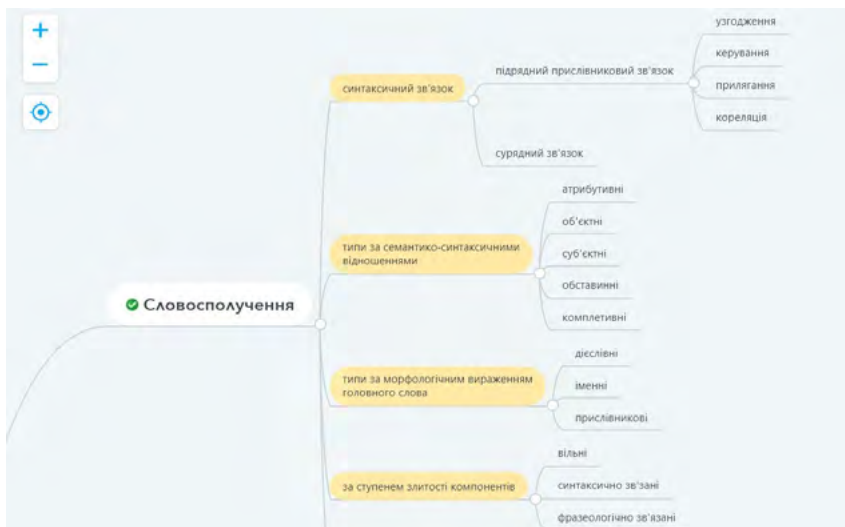 Словосполучення
синтаксичний зв'язок
підрядний прислівниковий зв'язок
узгодження
керування
прилягання
кореляція
сурядний зв'язок
типи за семантико-синтаксичними
відношеннями
атрибутивні
об'єктні
суб'єктні
обставинні
комплетивні
типи за морфологічним вираженням
головного слова
дієслівні
іменні
прислівникові
за ступенем злитості компонентів
вільні
синтаксично зв'зані
фразеологічно зв'язані